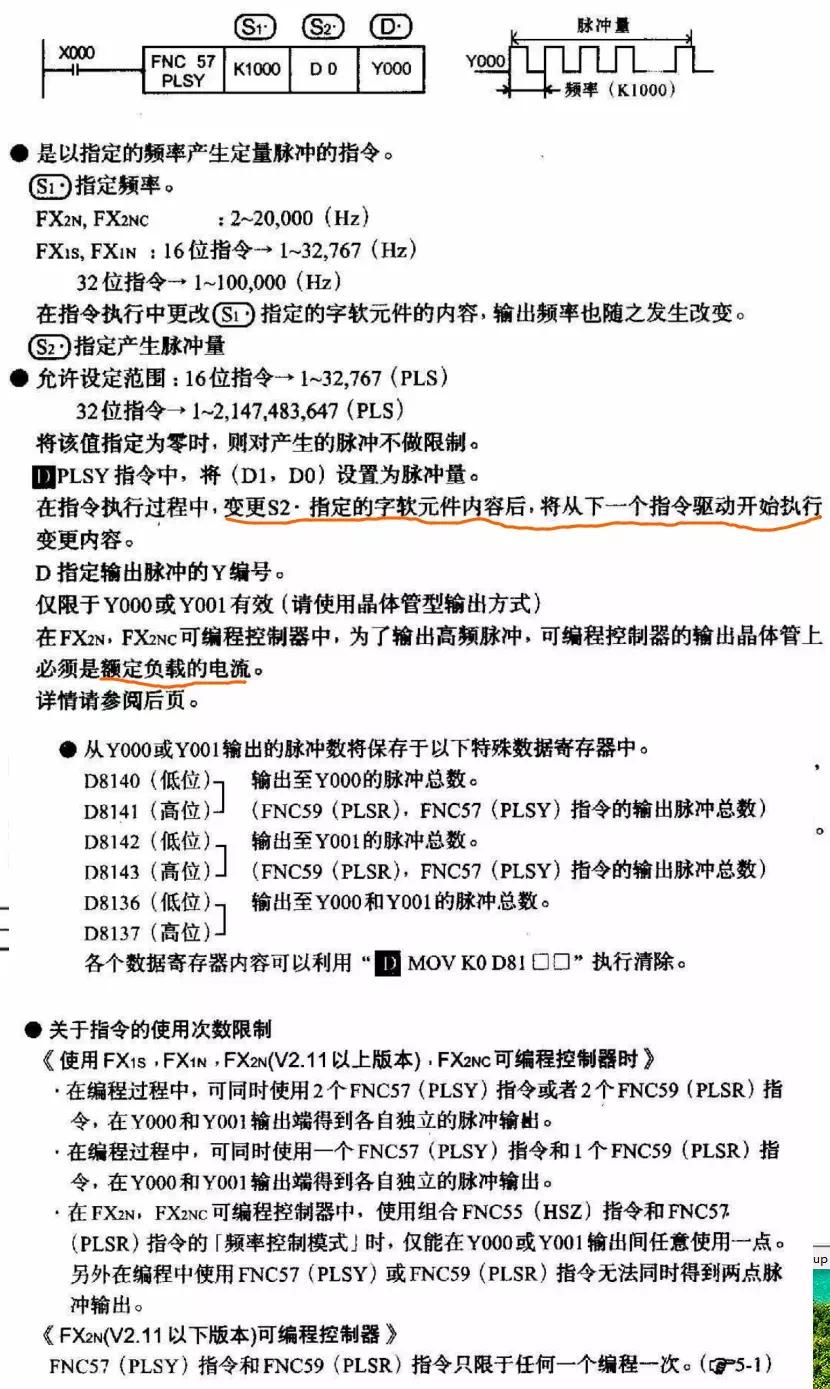 S1· S2· D·
X000
FNC 57
PLSY
K1000
D 0
Y000
脉冲量
Y000
频率（K1000）
● 是以指定的频率产生定量脉冲的指令。
S1·指定频率。
FX2N, FX2NC : 2~20,000（Hz）
FX1S, FX1N : 16位指令→ 1~32,767（Hz）
32位指令→ 1~100,000（Hz）
在指令执行中更改S1·指定的字软元件的内容，输出频率也随之发生改变。
S2·指定产生脉冲量
● 允许设定范围：16位指令→ 1~32,767（PLS）
32位指令→ 1~2,147,483,647（PLS）
将该值指定为零时，则对产生的脉冲不做限制。
D PLSY 指令中，将（D1，D0）设置为脉冲量。
在指令执行过程中，变更S2· 指定的字软元件内容后，将从下一个指令驱动开始执行
变更内容。
D 指定输出脉冲的Y编号。
仅限于Y000或Y001有效（请使用晶体管型输出方式）
在FX2N，FX2NC可编程控制器中，为了输出高频脉冲，可编程控制器的输出晶体管上
必须是额定负载的电流。
详情请参阅后页。
● 从Y000或Y001输出的脉冲数将保存于以下特殊数据寄存器中。
D8140（低位） 输出至Y000的脉冲总数。
D8141（高位） （FNC59（PLSR），FNC57（PLSY）指令的输出脉冲总数）
D8142（低位） 输出至Y001的脉冲总数。
D8143（高位） （FNC59（PLSR），FNC57（PLSY）指令的输出脉冲总数）
D8136（低位） 输出至Y000和Y001的脉冲总数。
D8137（高位）
各个数据寄存器内容可以利用“D MOV K0 D81□□”执行清除。
● 关于指令的使用次数限制
《使用FX1S，FX1N，FX2N(V2.11以上版本)，FX2NC可编程控制器时》
·在编程过程中，可同时使用2个FNC57（PLSY）指令或者2个FNC59（PLSR）指
令，在Y000和Y001输出端得到各自独立的脉冲输出。
·在编程过程中，可同时使用一个FNC57（PLSY）指令和1个FNC59（PLSR）指
令，在Y000和Y001输出端得到各自独立的脉冲输出。
·在FX2N，FX2NC可编程控制器中，使用组合FNC55（HSZ）指令和FNC57
（PLSR）指令的「频率控制模式」时，仅能在Y000或Y001输出间任意使用一点。
另外在编程中使用FNC57（PLSY）或FNC59（PLSR）指令无法同时得到两点脉
冲输出。
《FX2N(V2.11以下版本)可编程控制器》
FNC57（PLSY）指令和FNC59（PLSR）指令只限于任何一个编程一次。（☞5-1）
up